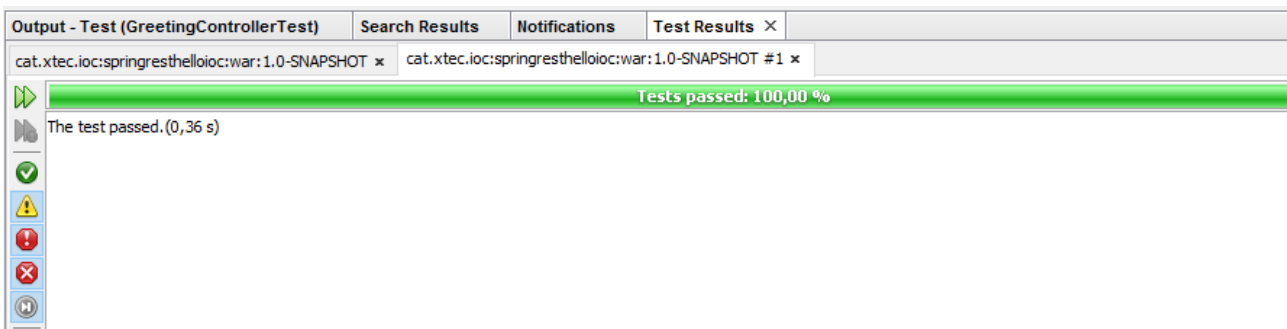 Output - Test (GreetingControllerTest) Search Results Notifications Test Results ×
cat.xtec.ioc:springresthelloioc:war:1.0-SNAPSHOT × cat.xtec.ioc:springresthelloioc:war:1.0-SNAPSHOT #1 ×
Tests passed: 100,00 %
The test passed.(0,36 s)